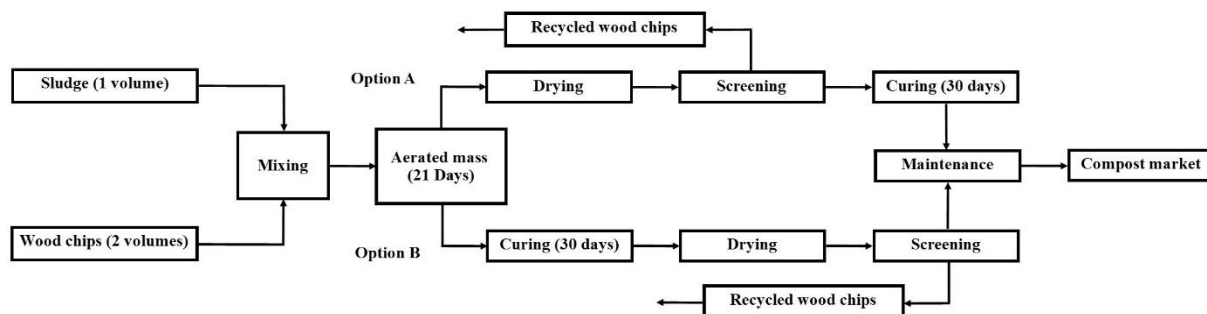 Recycled wood chips
Option A
Sludge (1 volume)
Drying
Screening
Curing (30 days)
Mixing
Aerated mass
(21 Days)
Maintenance
Compost market
Wood chips (2 volumes)
Option B
Curing (30 days)
Drying
Screening
Recycled wood chips